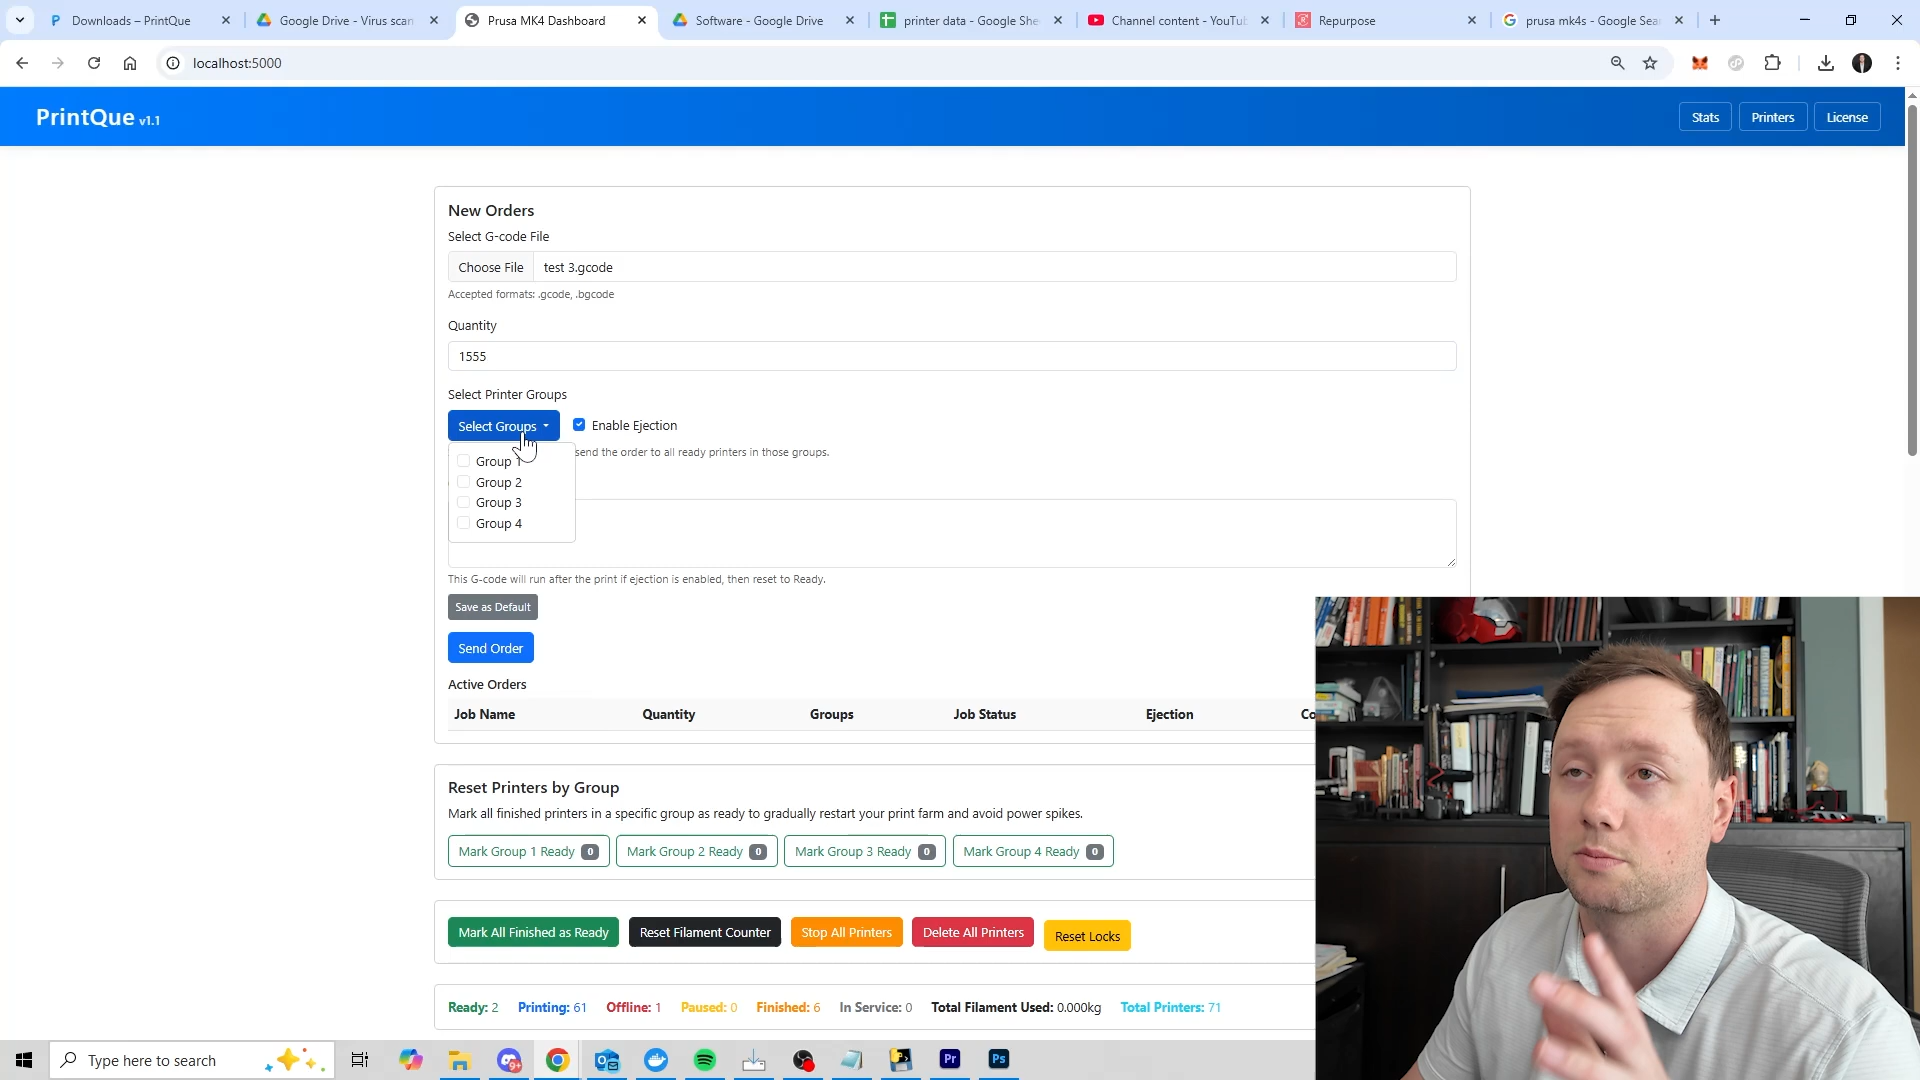 Downloads – PrintQue
Google Drive - Virus scan
Prusa MK4 Dashboard
Software - Google Drive
printer data - Google She
Channel content - YouTub
Repurpose
prusa mk4s - Google Sea
localhost:5000
PrintQue v1.1
Stats
Printers
License
New Orders
Select G-code File
Choose File
test 3.gcode
Accepted formats: .gcode, .bgcode
Quantity
1555
Select Printer Groups
Select Groups
Enable Ejection
send the order to all ready printers in those groups.
Group 1
Group 2
Group 3
Group 4
This G-code will run after the print if ejection is enabled, then reset to Ready.
Save as Default
Send Order
Active Orders
Job Name
Quantity
Groups
Job Status
Ejection
Co
Reset Printers by Group
Mark all finished printers in a specific group as ready to gradually restart your print farm and avoid power spikes.
Mark Group 1 Ready 0
Mark Group 2 Ready 0
Mark Group 3 Ready 0
Mark Group 4 Ready 0
Mark All Finished as Ready
Reset Filament Counter
Stop All Printers
Delete All Printers
Reset Locks
Ready: 2 Printing: 61 Offline: 1 Paused: 0 Finished: 6 In Service: 0 Total Filament Used: 0.000kg Total Printers: 71
Type here to search
9+
Pr
Ps